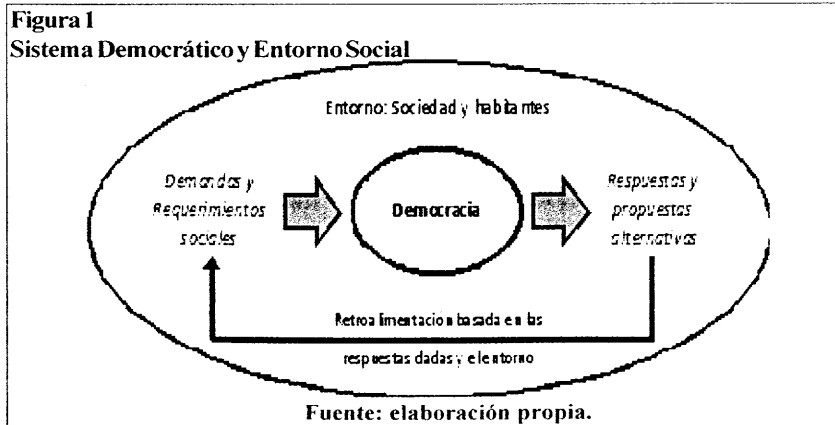 Figura 1
Sistema Democrático y Entorno Social
Entorno: Sociedad y habitantes
Demandas y
Requerimientos
sociales
Democracia
Respuestas y
propuestas
alternativas
Retroalimentación basada en las
respuestas dadas y el entorno
Fuente: elaboración propia.